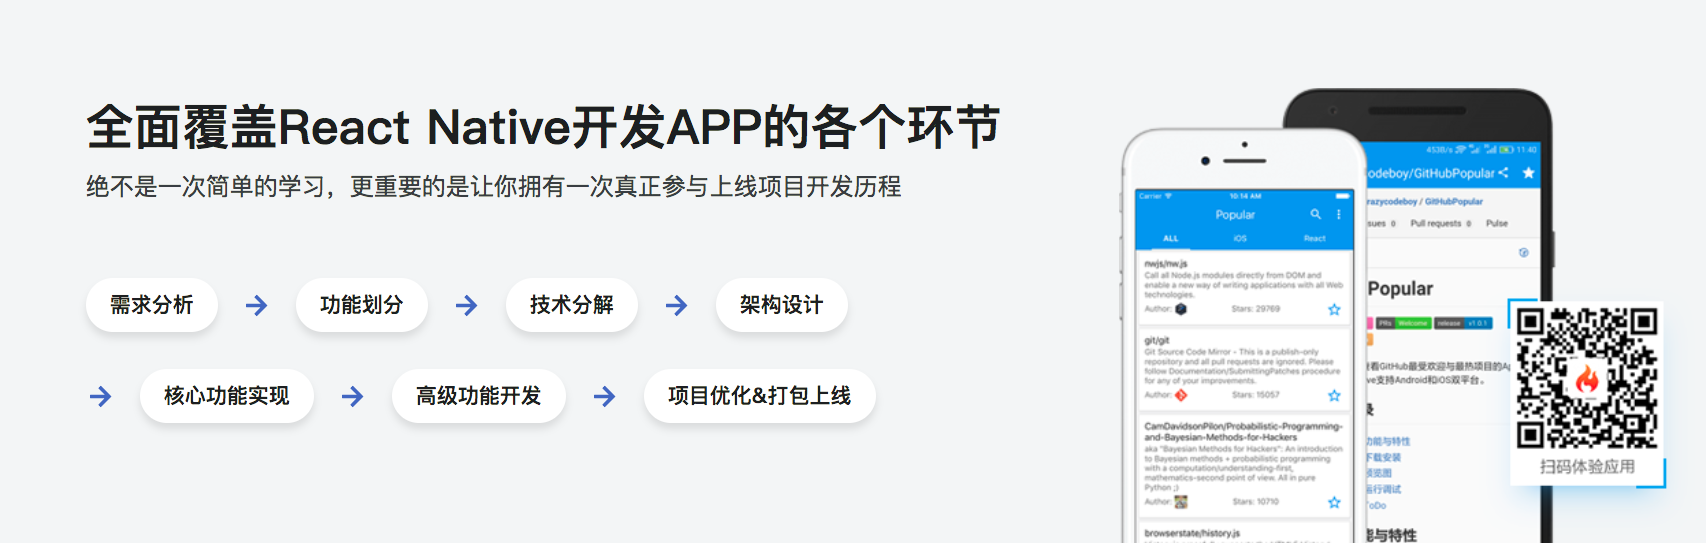 全面覆盖React Native开发APP的各个环节
绝不是一次简单的学习，更重要的是让你拥有一次真正参与上线项目开发历程
需求分析 → 功能划分 → 技术分解 → 架构设计
→ 核心功能实现 → 高级功能开发 → 项目优化&打包上线
Carrier 10:14 AM
Popular
ALL iOS React
nwjs/nw.js
Call all Node.js modules directly from DOM and
enable a new way of writing applications with all Web
technologies.
Author: Stars: 29769
git/git
Git Source Code Mirror - This is a publish-only
repository and all pull requests are ignored. Please
follow Documentation/SubmittingPatches procedure
for any of your improvements.
Author: Stars: 15057
CamDavidsonPilon/Probabilistic-Programming-
and-Bayesian-Methods-for-Hackers
aka "Bayesian Methods for Hackers": An introduction
to Bayesian methods + probabilistic programming
with a computation/understanding-first,
mathematics-second point of view. All in pure
Python ;)
Author: Stars: 10710
browserstate/history.js
453B/s 11:40
odeboy/GitHubPopular
razycodeboy / GitHubPopular
sues 0 Pull requests 0 Pulse
Popular
PRs Welcome release v1.0.1
看GitHub最受欢迎与最热项目的Ap
ve支持Android和iOS双平台。
录
功能与特性
下载安装
预览图
运行调试
ToDo
能与特性
扫码体验应用